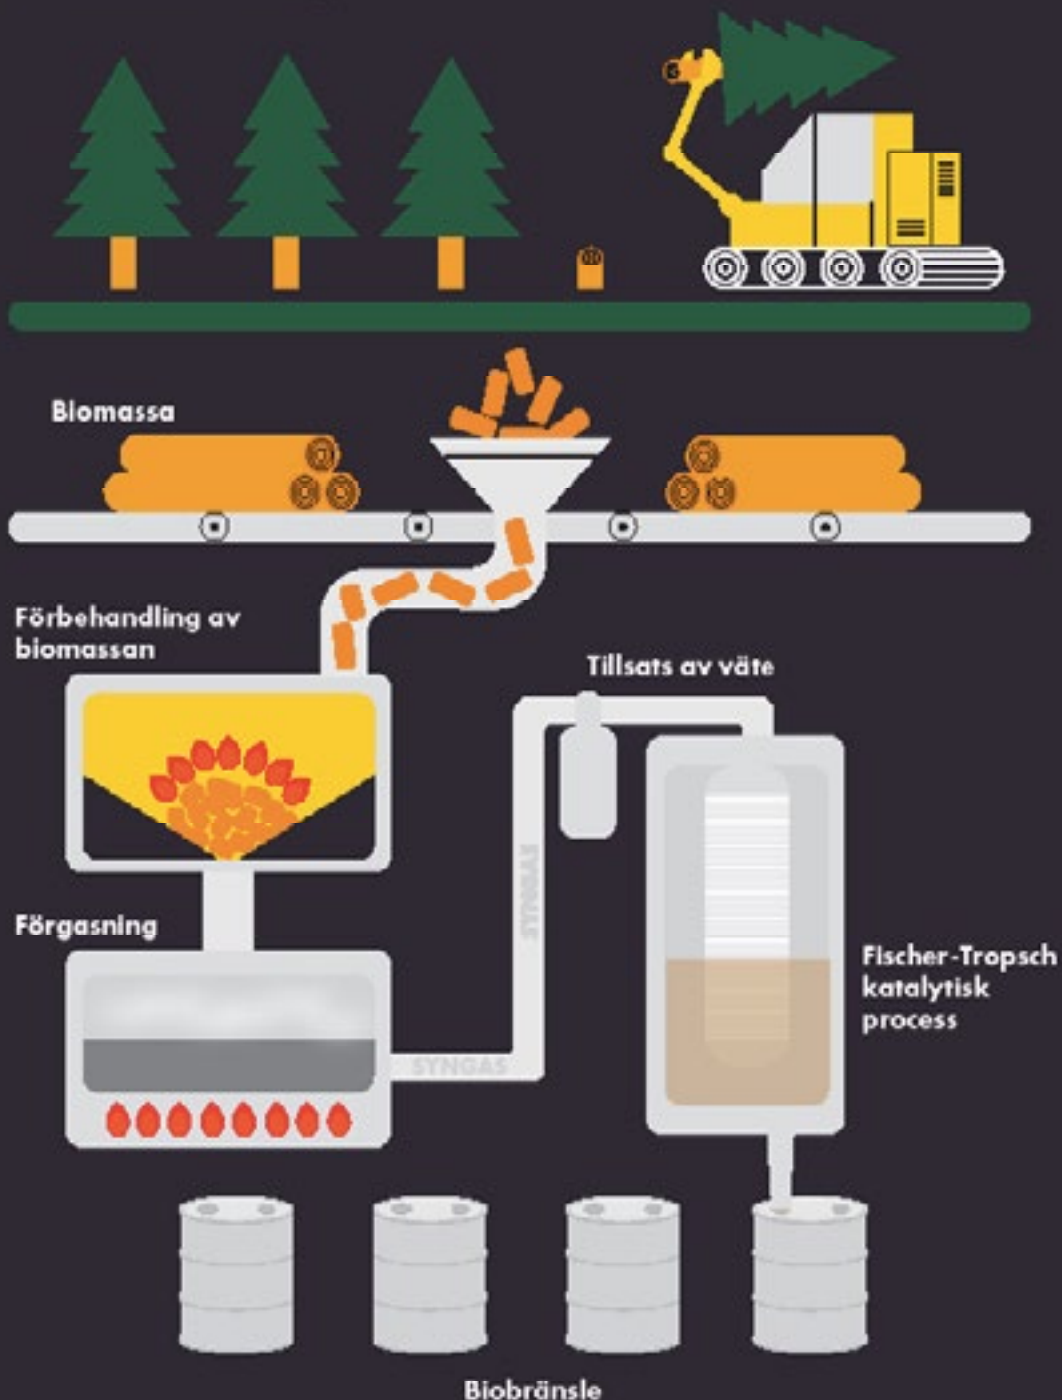 Biomassa
Förbehandling av
biomassan
Tillsats av väte
SYNGAS
Förgasning
Fischer-Tropsch
katalytisk
process
SYNGAS
Biobränsle